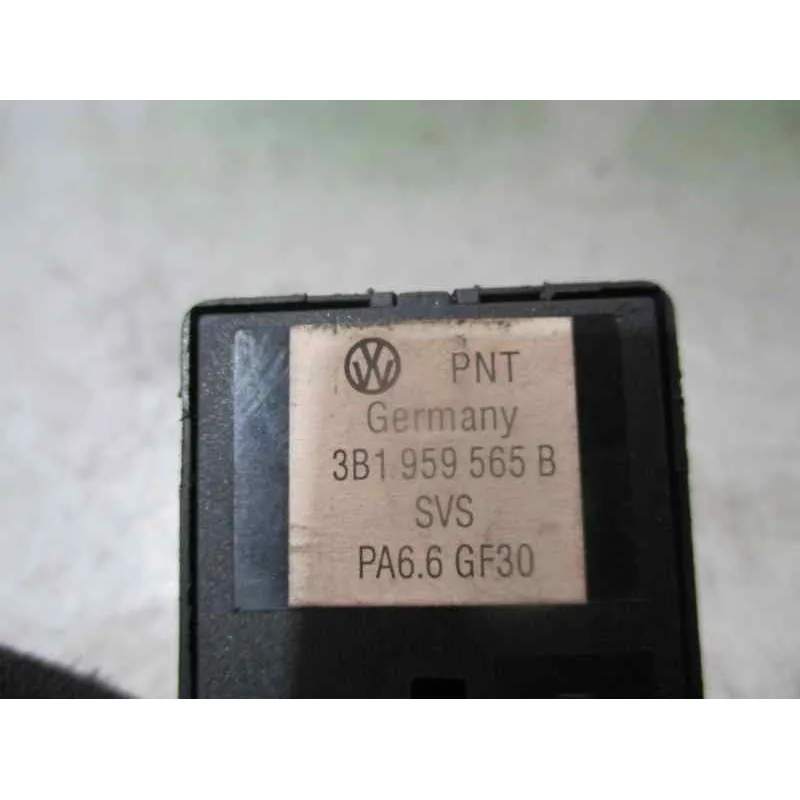 PNT
Germany
3B1 959 565 B
SVS
PA6.6 GF30